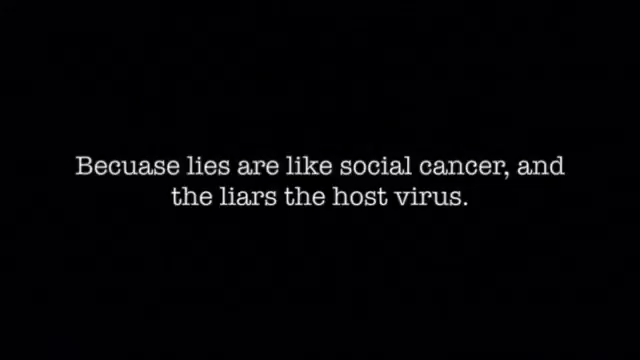 Becuase lies are like social cancer, and
the liars the host virus.